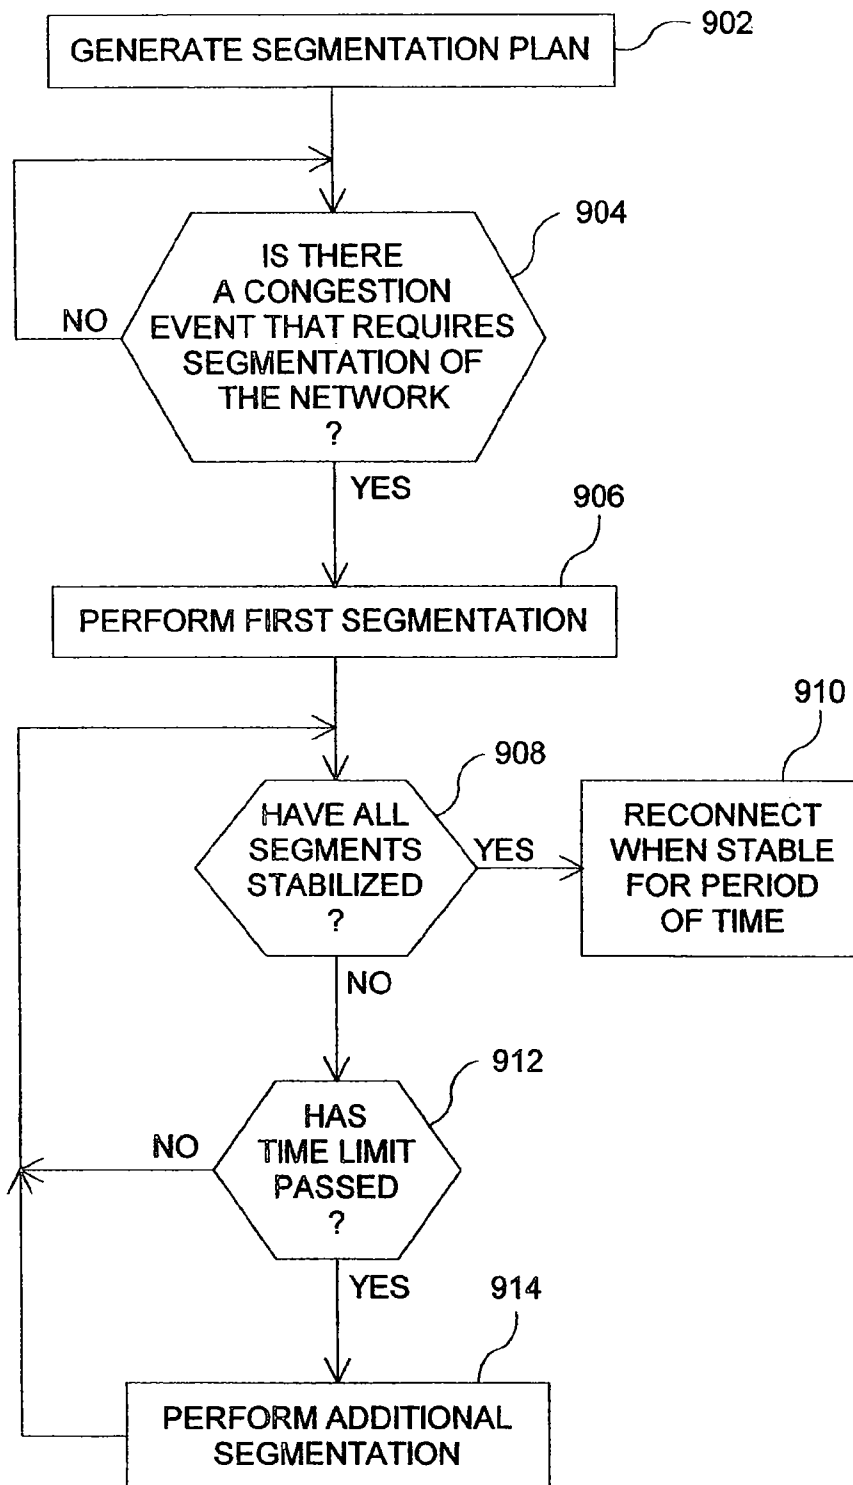 GENERATE SEGMENTATION PLAN
902
904
IS THERE
A CONGESTION
EVENT THAT REQUIRES
SEGMENTATION OF
THE NETWORK
?
NO
YES
906
PERFORM FIRST SEGMENTATION
908
910
HAVE ALL
SEGMENTS
STABILIZED
?
YES
RECONNECT
WHEN STABLE
FOR PERIOD
OF TIME
NO
912
HAS
TIME LIMIT
PASSED
?
NO
YES
914
PERFORM ADDITIONAL
SEGMENTATION